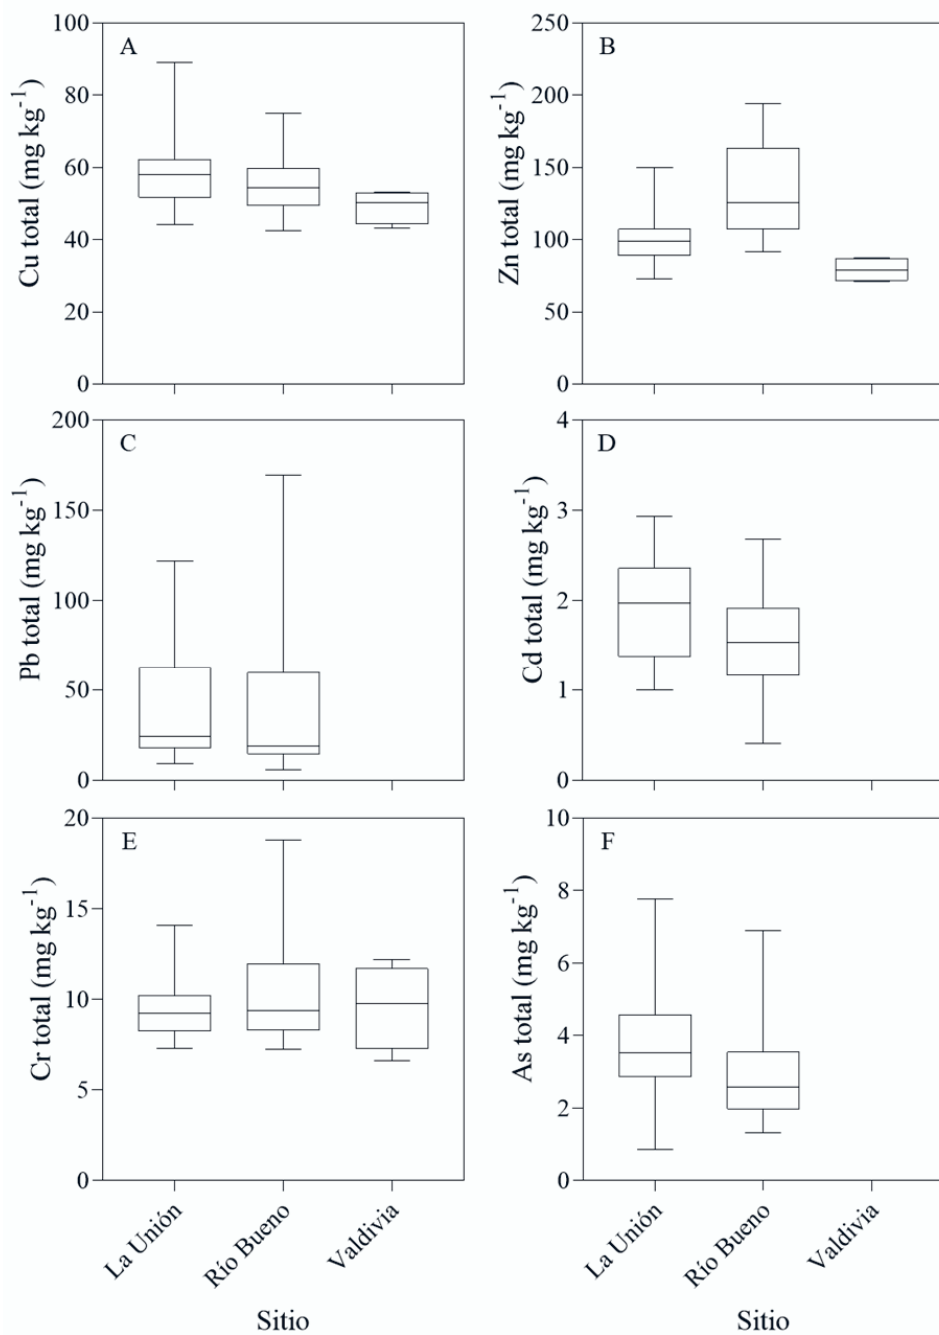 A
Cu total (mg kg⁻¹)
100
80
60
40
20
0
B
Zn total (mg kg⁻¹)
250
200
150
100
50
0
C
Pb total (mg kg⁻¹)
200
150
100
50
0
D
Cd total (mg kg⁻¹)
4
3
2
1
0
E
Cr total (mg kg⁻¹)
20
15
10
5
0
La Unión
Río Bueno
Valdivia
Sitio
F
As total (mg kg⁻¹)
10
8
6
4
2
0
La Unión
Río Bueno
Valdivia
Sitio